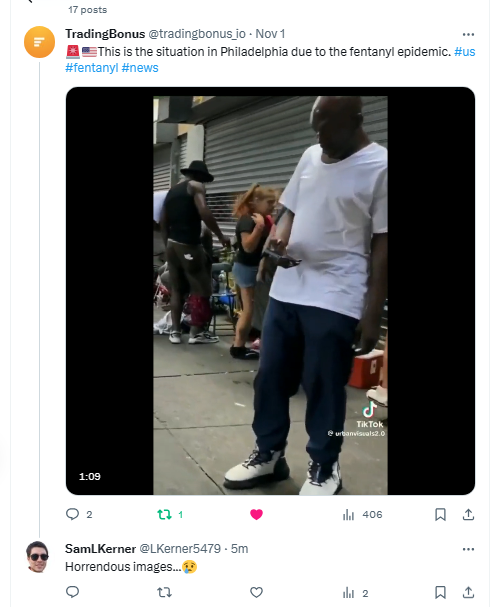 17 posts
TradingBonus @tradingbonus_io · Nov 1
🚨🇺🇸This is the situation in Philadelphia due to the fentanyl epidemic. #us
#fentanyl #news
TikTok
@ urbanvisuals2.0
1:09
2 1 406
SamLKerner @LKerner5479 · 5m
Horrendous images...😢
2